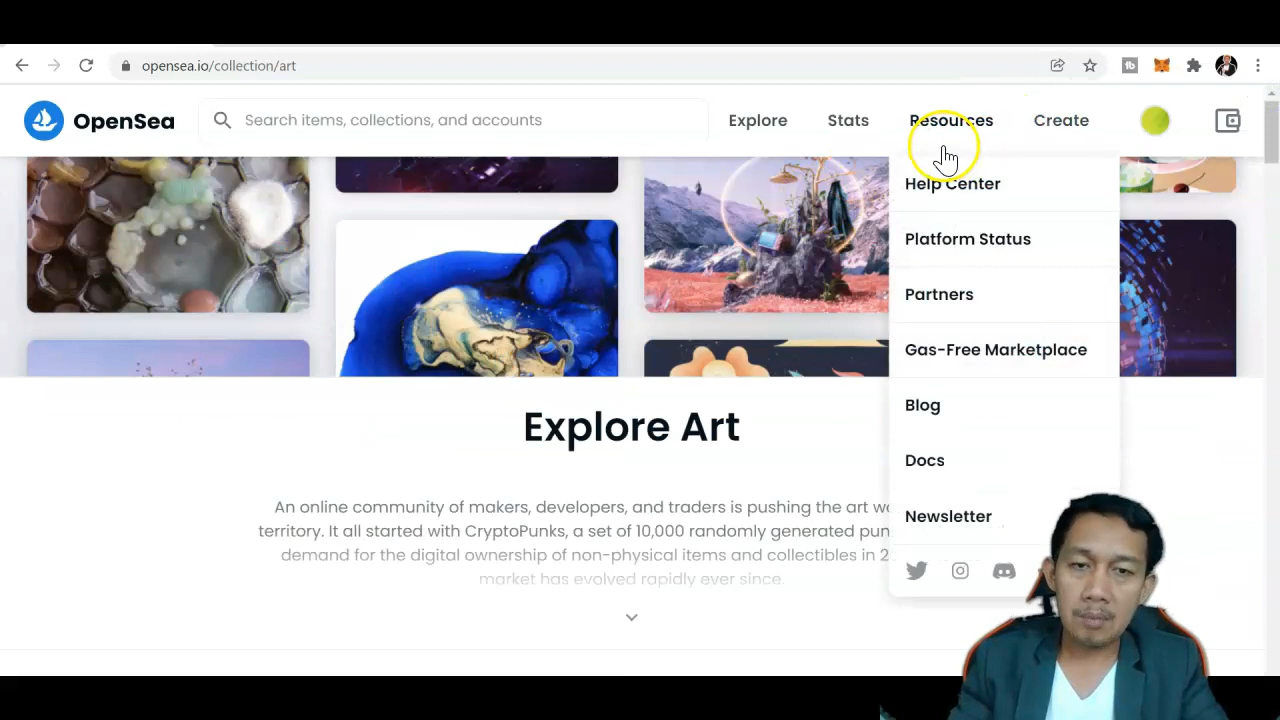 opensea.io/collection/art
OpenSea
Search items, collections, and accounts
Explore
Stats
Resources
Create
Help Center
Platform Status
Partners
Gas-Free Marketplace
Blog
Docs
Newsletter
Explore Art
An online community of makers, developers, and traders is pushing the art
territory. It all started with CryptoPunks, a set of 10,000 randomly generated
demand for the digital ownership of non-physical items and collectibles in
market has evolved rapidly ever since.